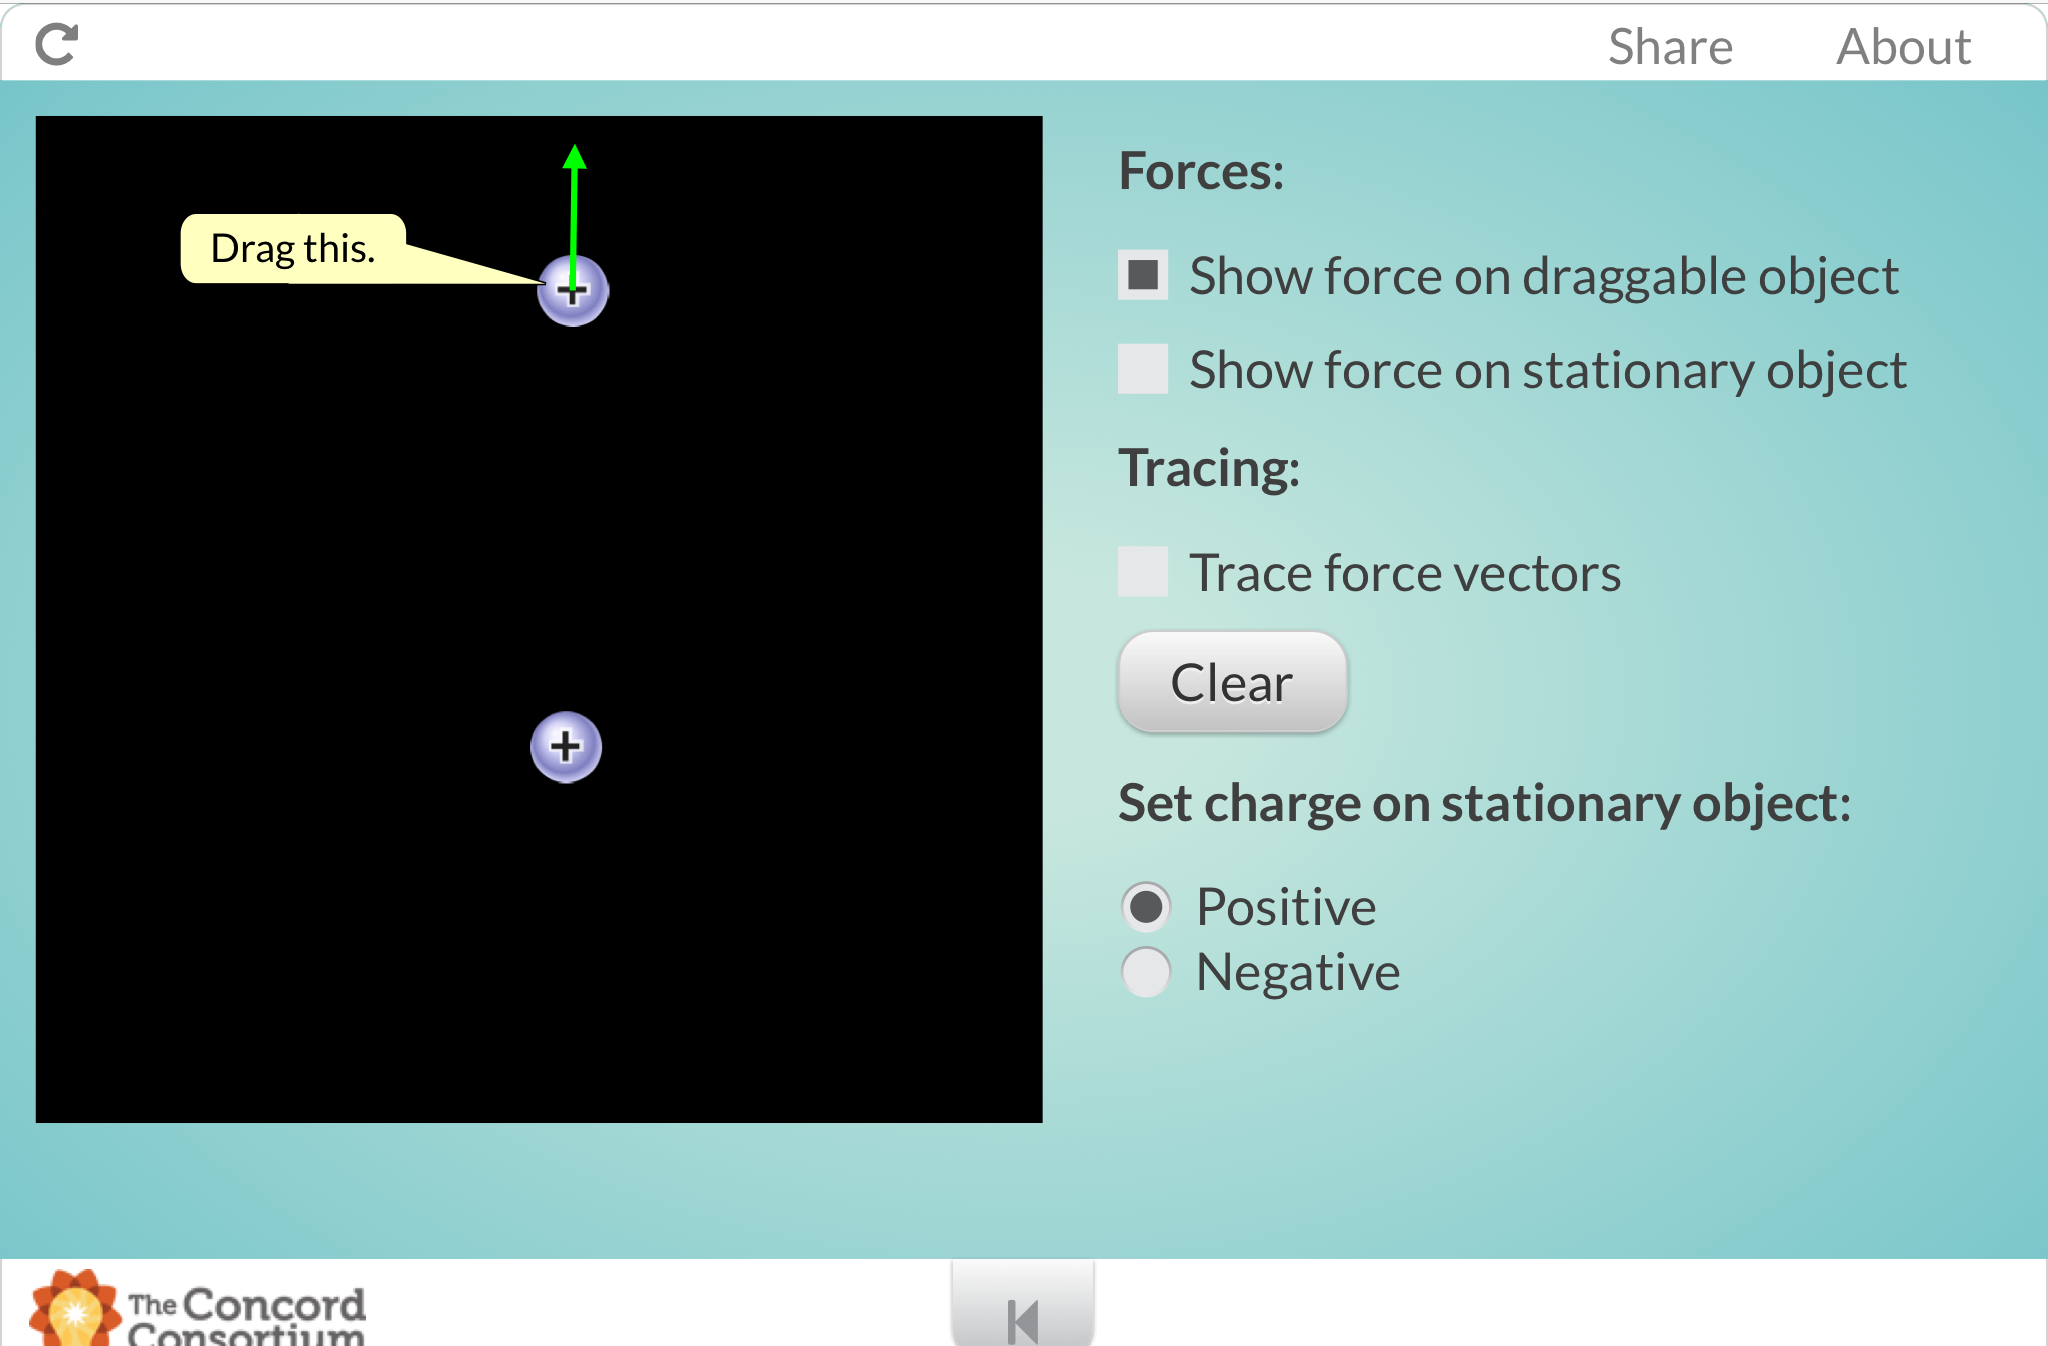 Share About
Drag this.
+
+
Forces:
Show force on draggable object
Show force on stationary object
Tracing:
Trace force vectors
Clear
Set charge on stationary object:
Positive
Negative
The Concord
Consortium